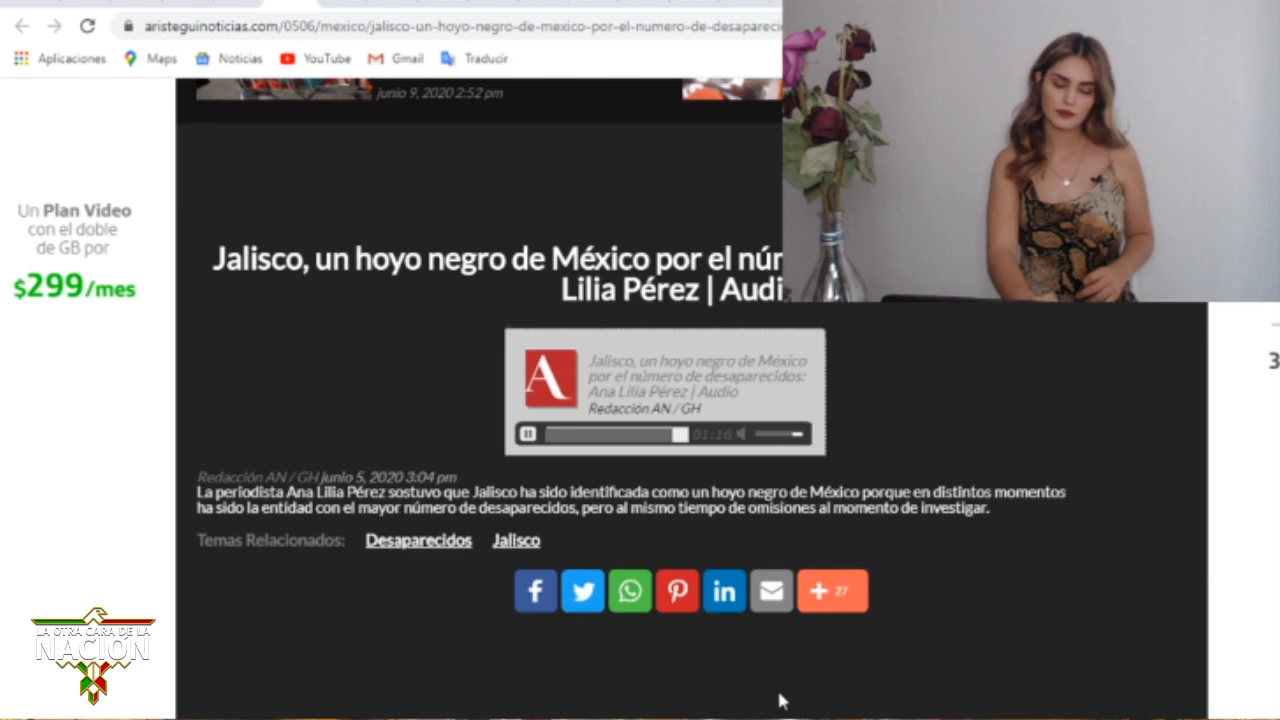 aristeguinoticias.com/0506/mexico/jalisco-un-hoyo-negro-de-mexico-por-el-numero-de-desapareci
Aplicaciones Maps Noticias YouTube Gmail Traducir
junio 9, 2020 2:52 pm
Un Plan Video
con el doble
de GB por
$299/mes
Jalisco, un hoyo negro de México por el núm
Lilia Pérez | Audi
A
Jalisco, un hoyo negro de México
por el número de desaparecidos:
Ana Lilia Pérez | Audio
Redacción AN / GH
01:16
3
Redacción AN / GH junio 5, 2020 3:04 pm
La periodista Ana Lilia Pérez sostuvo que Jalisco ha sido identificada como un hoyo negro de México porque en distintos momentos
ha sido la entidad con el mayor número de desaparecidos, pero al mismo tiempo de omisiones al momento de investigar.
Temas Relacionados: Desaparecidos Jalisco
27
LA OTRA CARA DE LA
NACIÓN